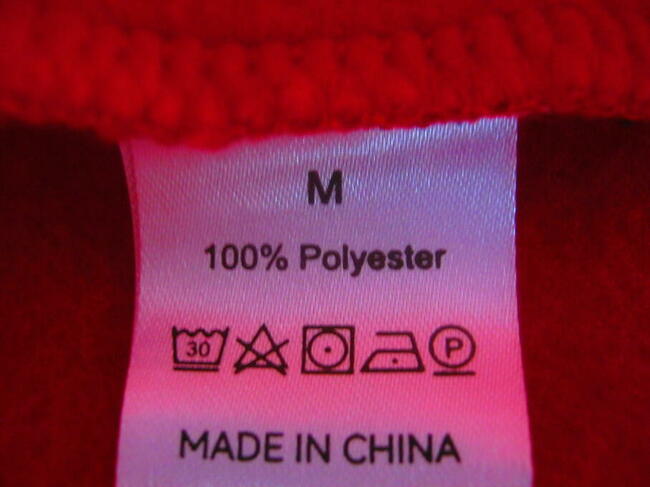 M
100% Polyester
30 P
MADE IN CHINA